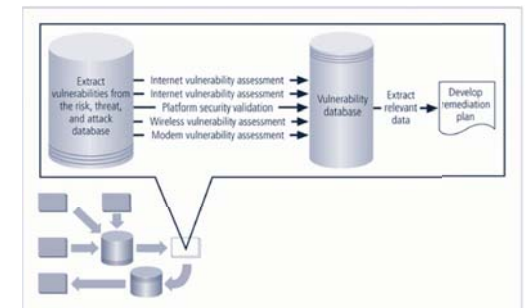 Extract
vulnerabilities from
the risk, threat,
and attack
database
Internet vulnerability assessment
Internet vulnerability assessment
Platform security validation
Wireless vulnerability assessment
Modem vulnerability assessment
Vulnerability
database
Extract
relevant
data
Develop
remediation
plan